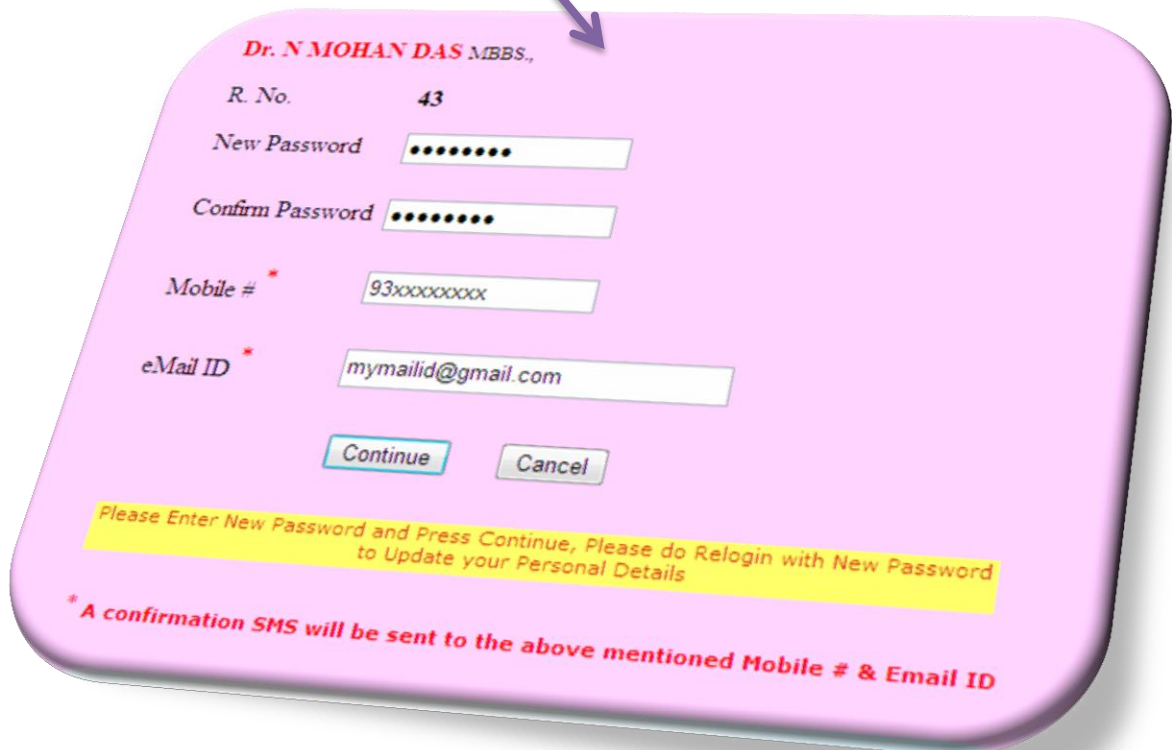 Dr. N MOHAN DAS MBBS.,
R. No. 43
New Password ••••••••
Confirm Password ••••••••
Mobile # * 93xxxxxxxx
eMail ID * mymailid@gmail.com
Continue Cancel
Please Enter New Password and Press Continue, Please do Relogin with New Password
to Update your Personal Details
* A confirmation SMS will be sent to the above mentioned Mobile # & Email ID